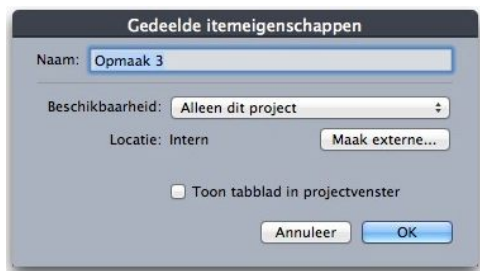 Gedeelde itemeigenschappen
Naam: Opmaak 3
Beschikbaarheid: Alleen dit project
Locatie: Intern Maak externe...
Toon tabblad in projectvenster
Annuleer OK